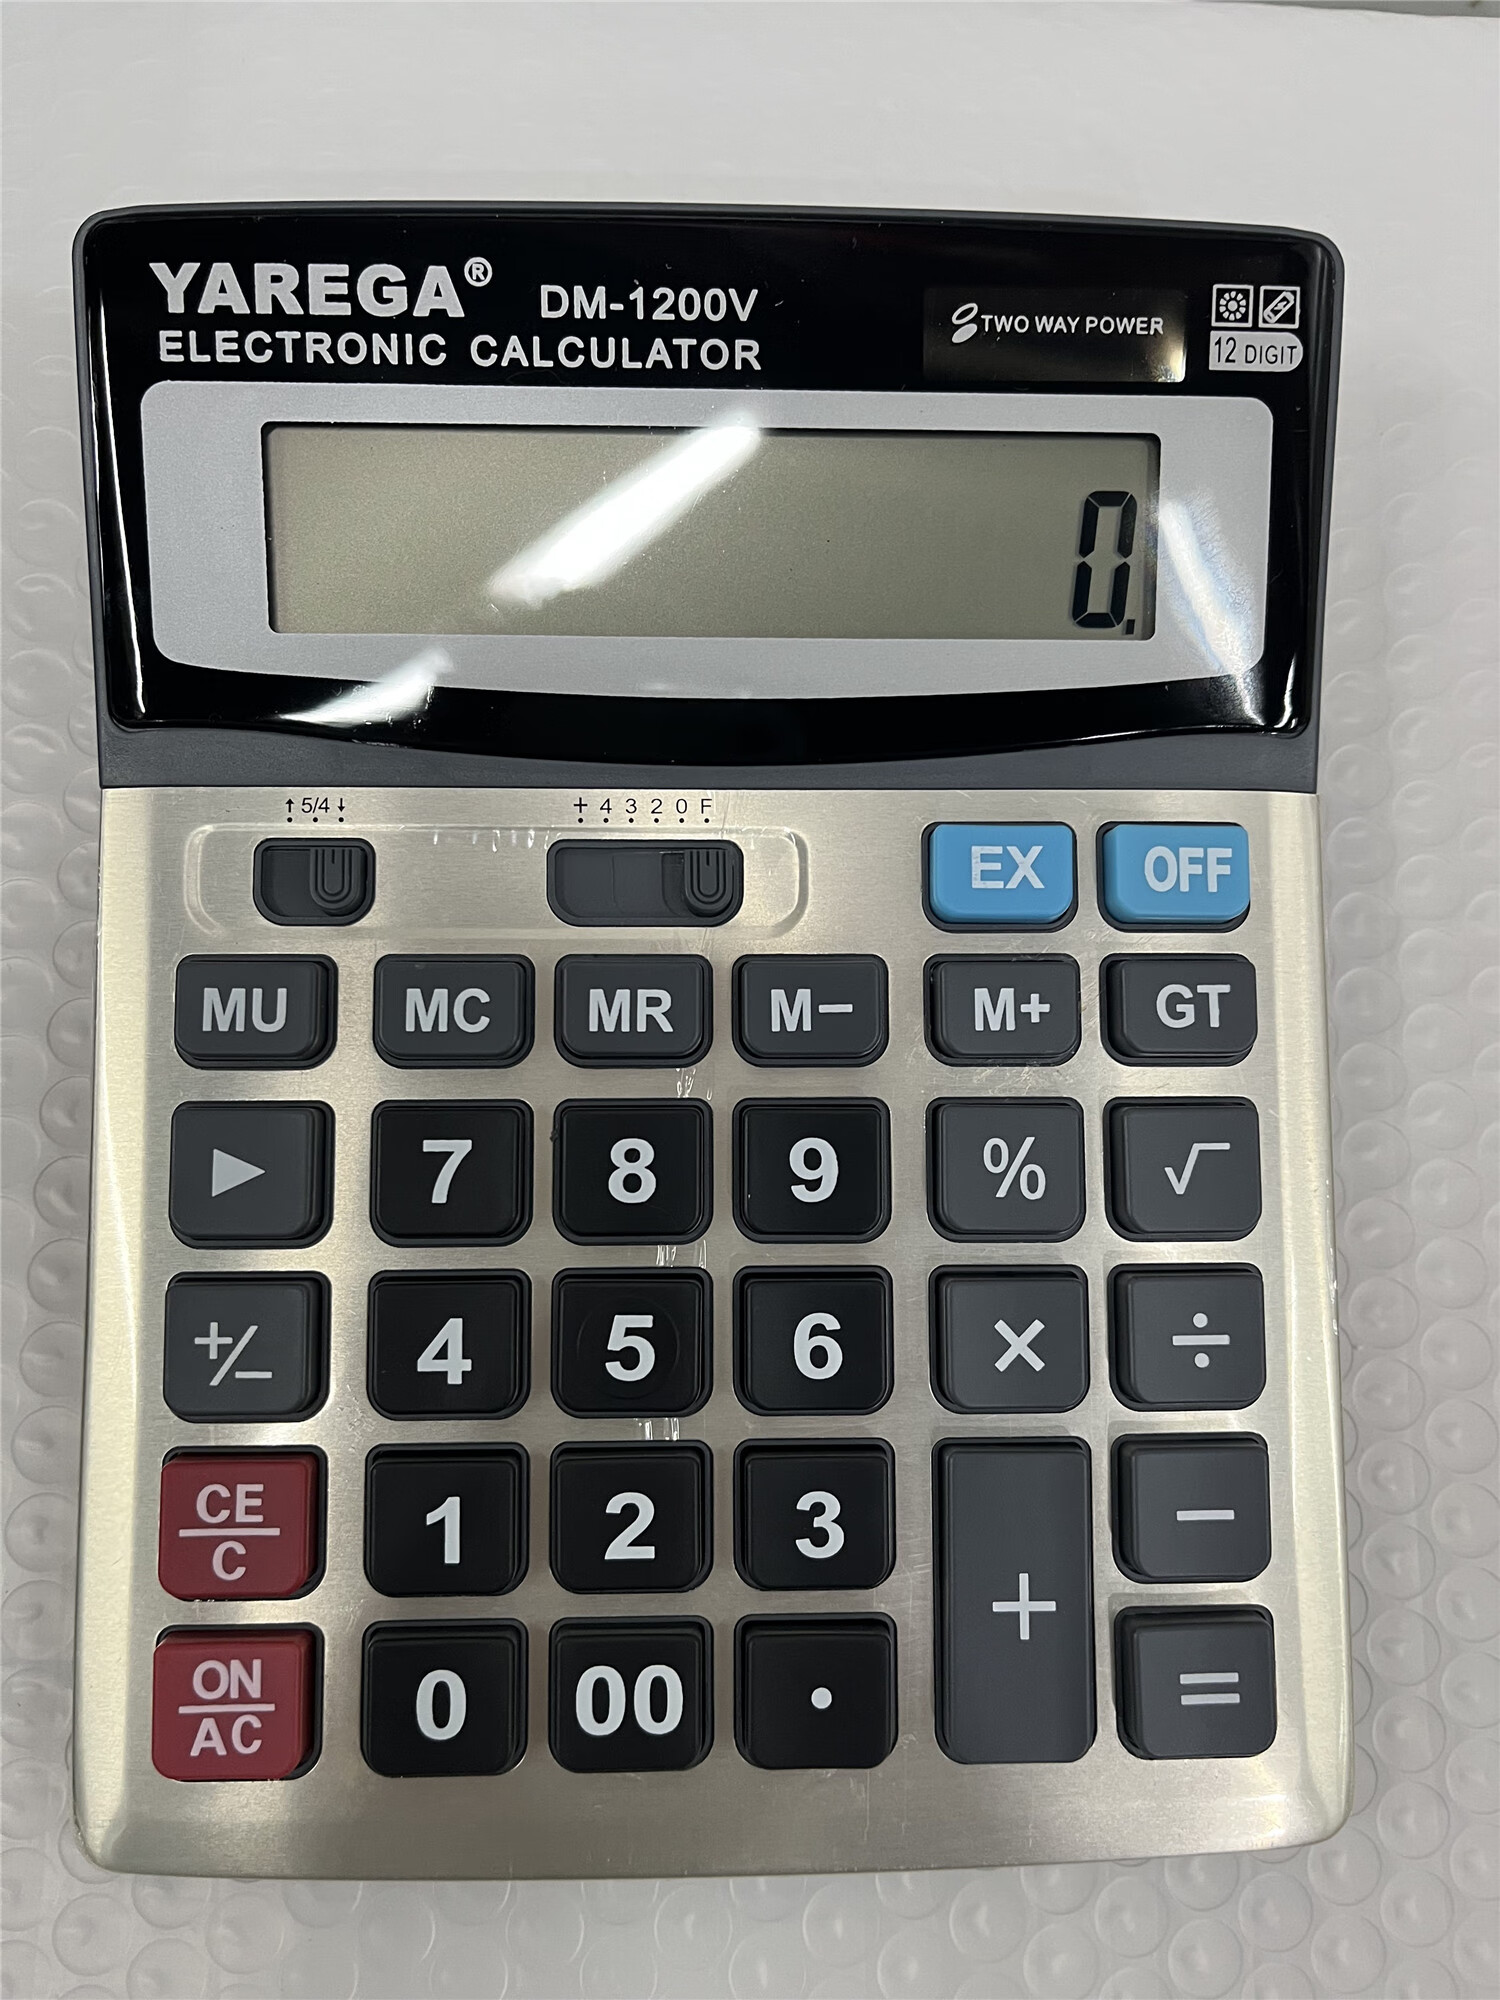 YAREGA® DM-1200V
ELECTRONIC CALCULATOR
TWO WAY POWER
12 DIGIT
0.
↑ 5/4 ↓
+ 4 3 2 0 F
EX OFF
MU MC MR M− M+ GT
▶ 7 8 9 % √
+/− 4 5 6 × ÷
CE
C
1 2 3 + −
ON
AC
0 00 · =